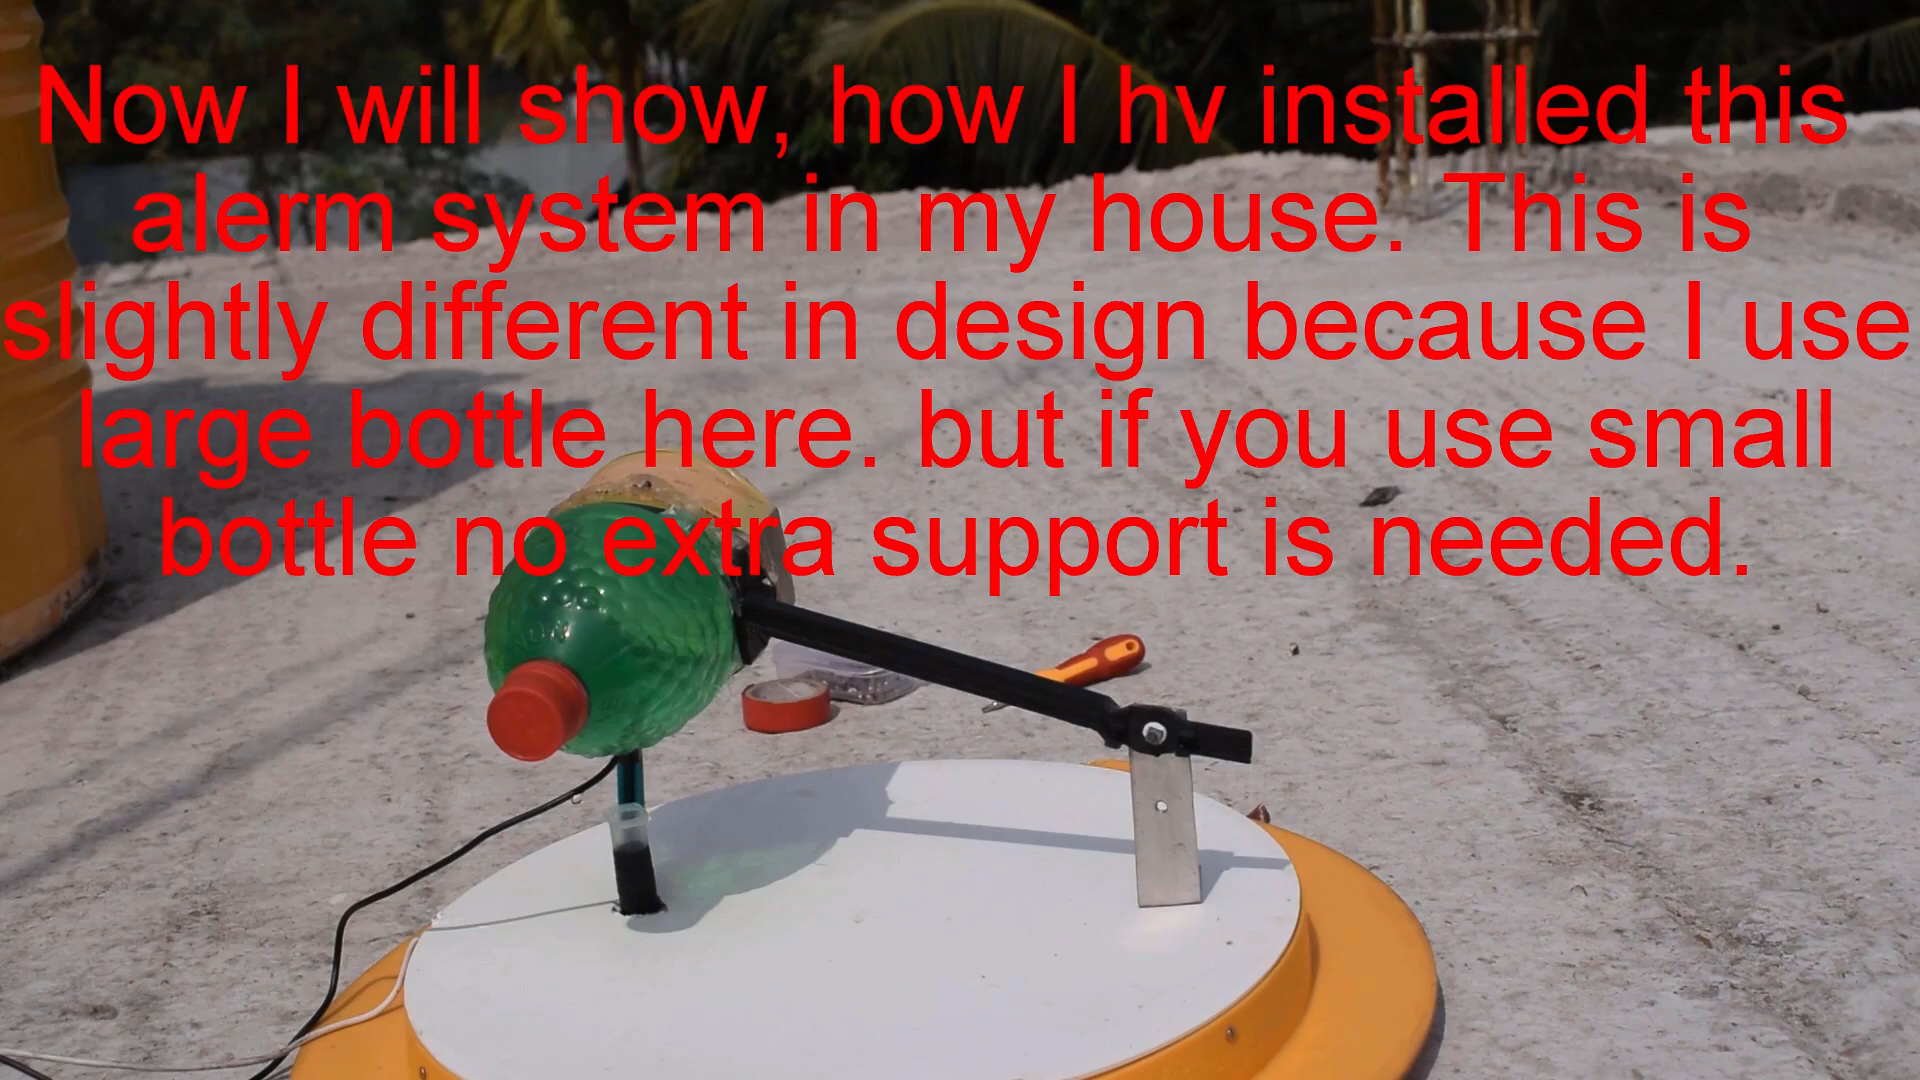 Now I will show, how I hv installed this
alerm system in my house. This is
slightly different in design because I use
large bottle here. but if you use small
bottle no extra support is needed.